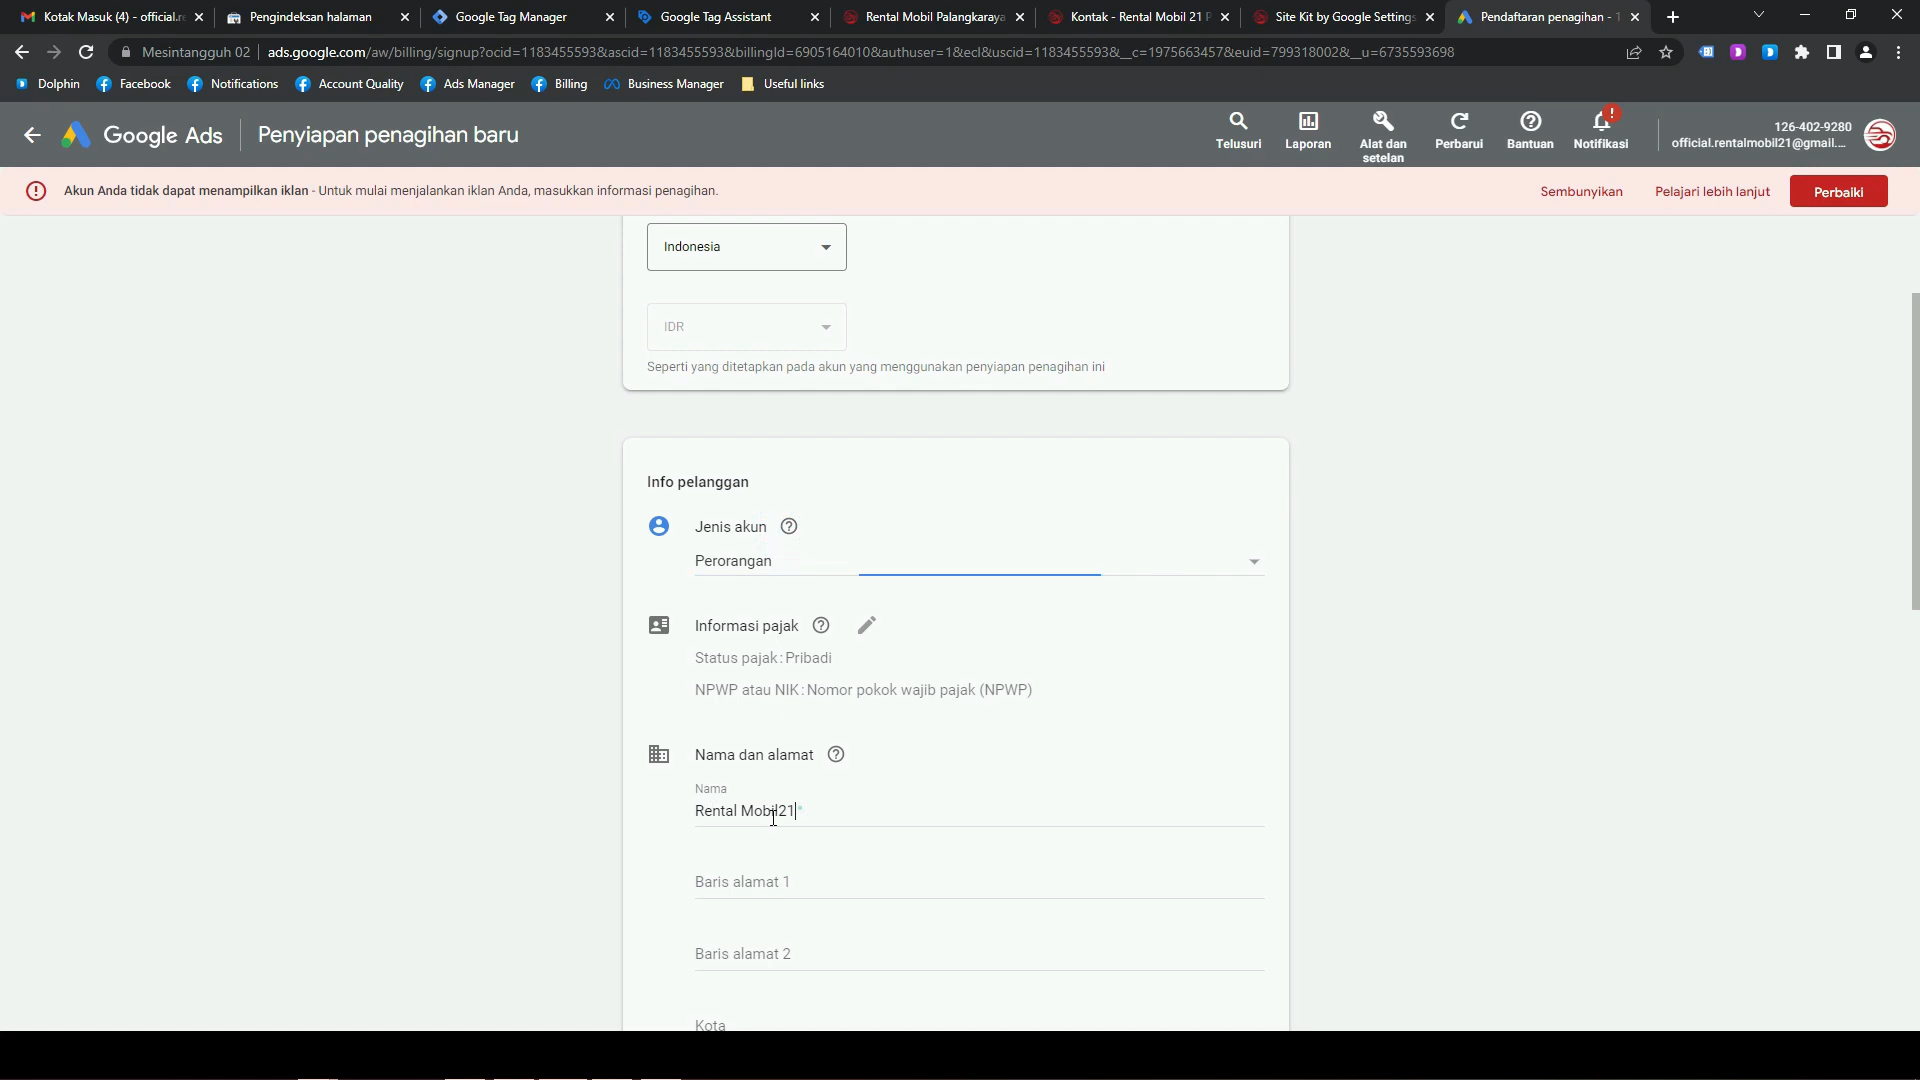 Kotak Masuk (4) - official.re
Pengindeksan halaman
Google Tag Manager
Google Tag Assistant
Rental Mobil Palangkaraya
Kontak - Rental Mobil 21 P
Site Kit by Google Settings
Pendaftaran penagihan - 1
Mesintangguh 02
ads.google.com/aw/billing/signup?ocid=1183455593&ascid=1183455593&billingId=6905164010&authuser=1&ecl&uscid=1183455593&__c=1975663457&euid=799318002&__u=6735593698
Dolphin
Facebook
Notifications
Account Quality
Ads Manager
Billing
Business Manager
Useful links
Google Ads
Penyiapan penagihan baru
Telusuri
Laporan
Alat dan
setelan
Perbarui
Bantuan
Notifikasi
126-402-9280
official.rentalmobil21@gmail....
Akun Anda tidak dapat menampilkan iklan - Untuk mulai menjalankan iklan Anda, masukkan informasi penagihan.
Sembunyikan
Pelajari lebih lanjut
Perbaiki
Indonesia
IDR
Seperti yang ditetapkan pada akun yang menggunakan penyiapan penagihan ini
Info pelanggan
Jenis akun
Perorangan
Informasi pajak
Status pajak: Pribadi
NPWP atau NIK: Nomor pokok wajib pajak (NPWP)
Nama dan alamat
Nama
Rental Mobil21
Baris alamat 1
Baris alamat 2
Kota